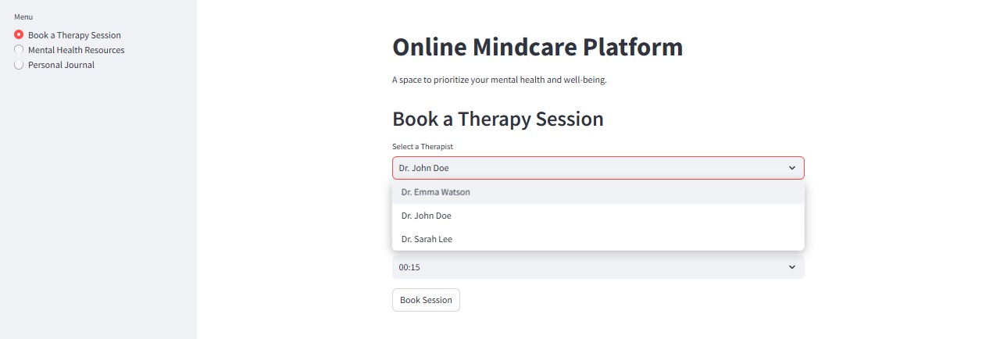 Menu
Book a Therapy Session
Mental Health Resources
Personal Journal
Online Mindcare Platform
A space to prioritize your mental health and well-being.
Book a Therapy Session
Select a Therapist
Dr. John Doe
Dr. Emma Watson
Dr. John Doe
Dr. Sarah Lee
00:15
Book Session